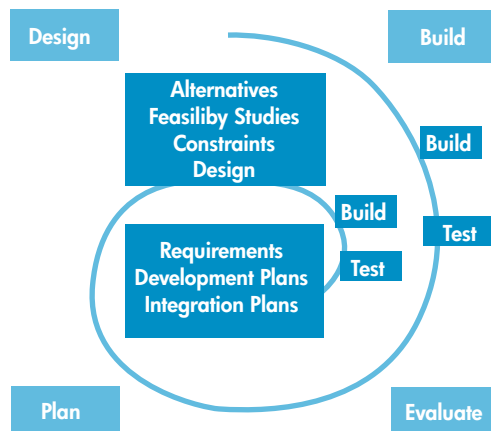 Design
Build
Alternatives
Feasiliby Studies
Constraints
Design
Build
Build
Test
Requirements
Development Plans
Integration Plans
Test
Plan
Evaluate